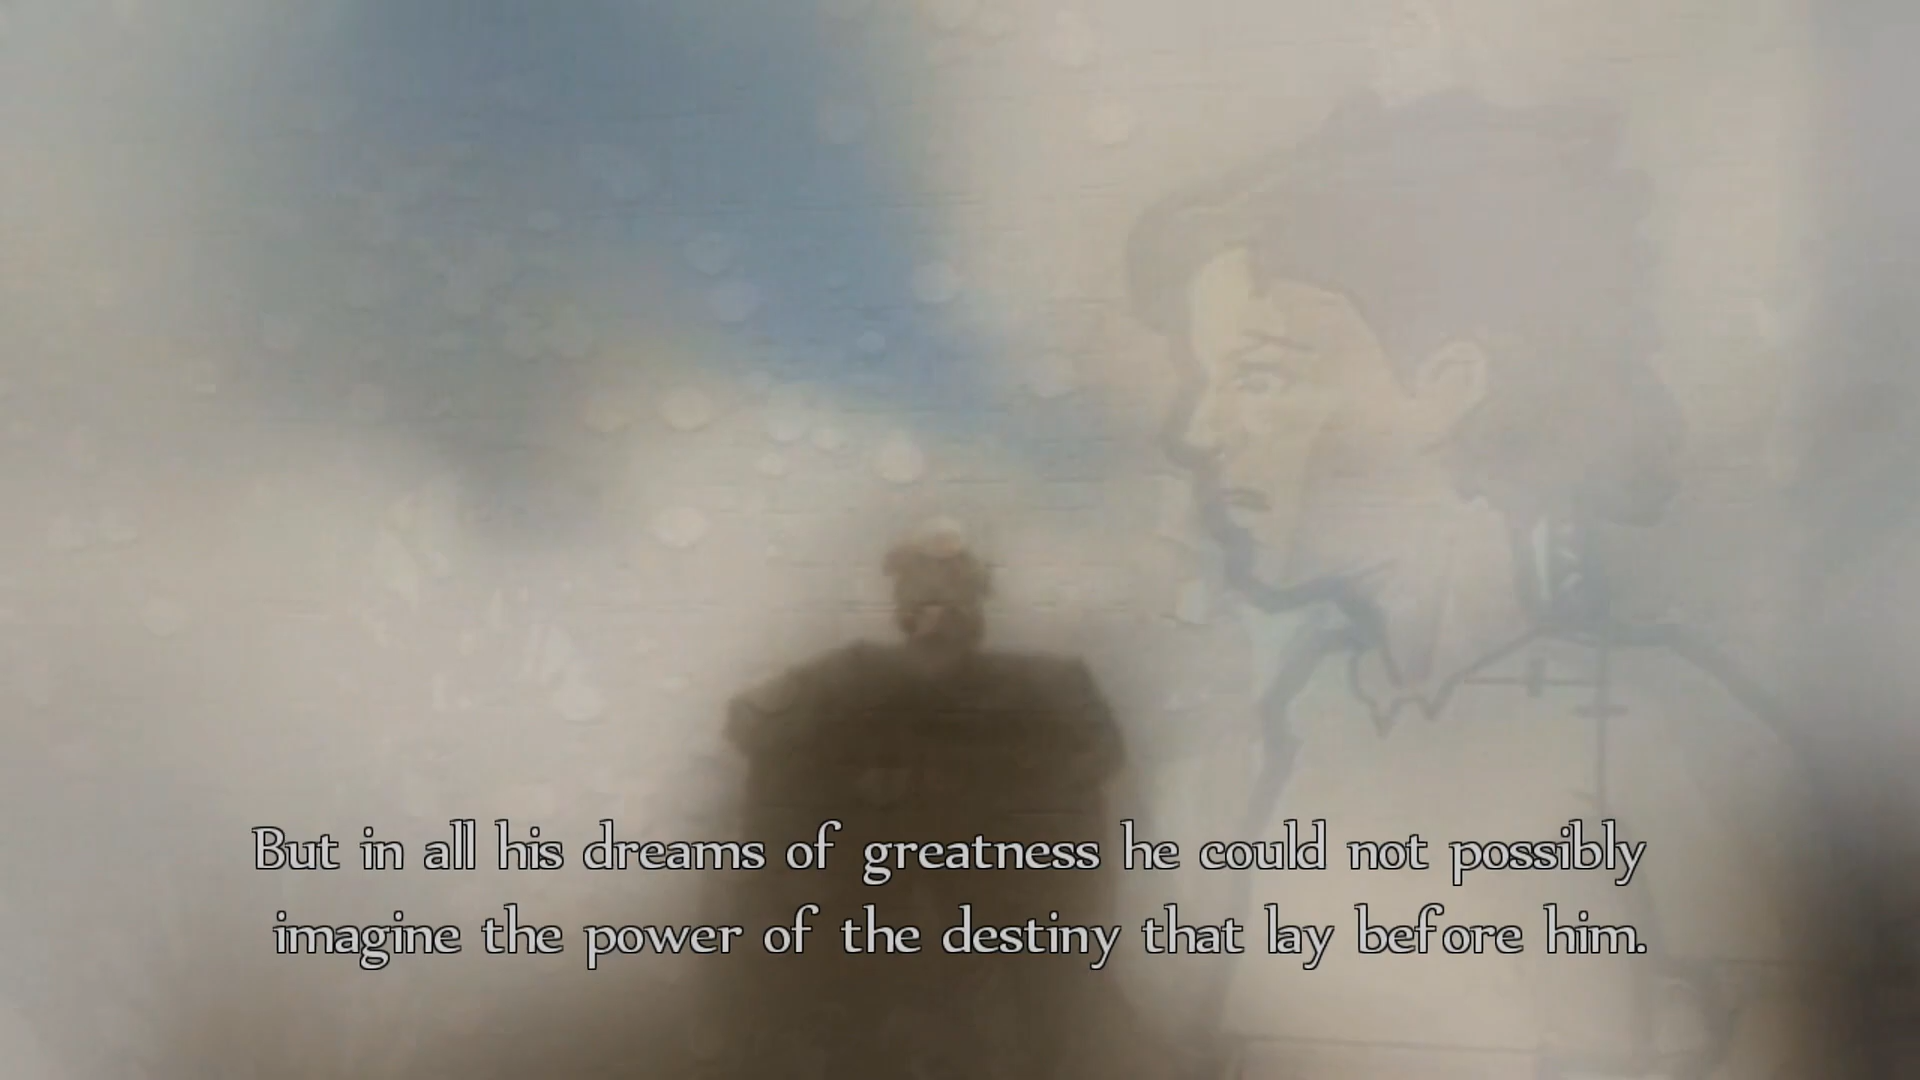 But in all his dreams of greatness he could not possibly
imagine the power of the destiny that lay before him.